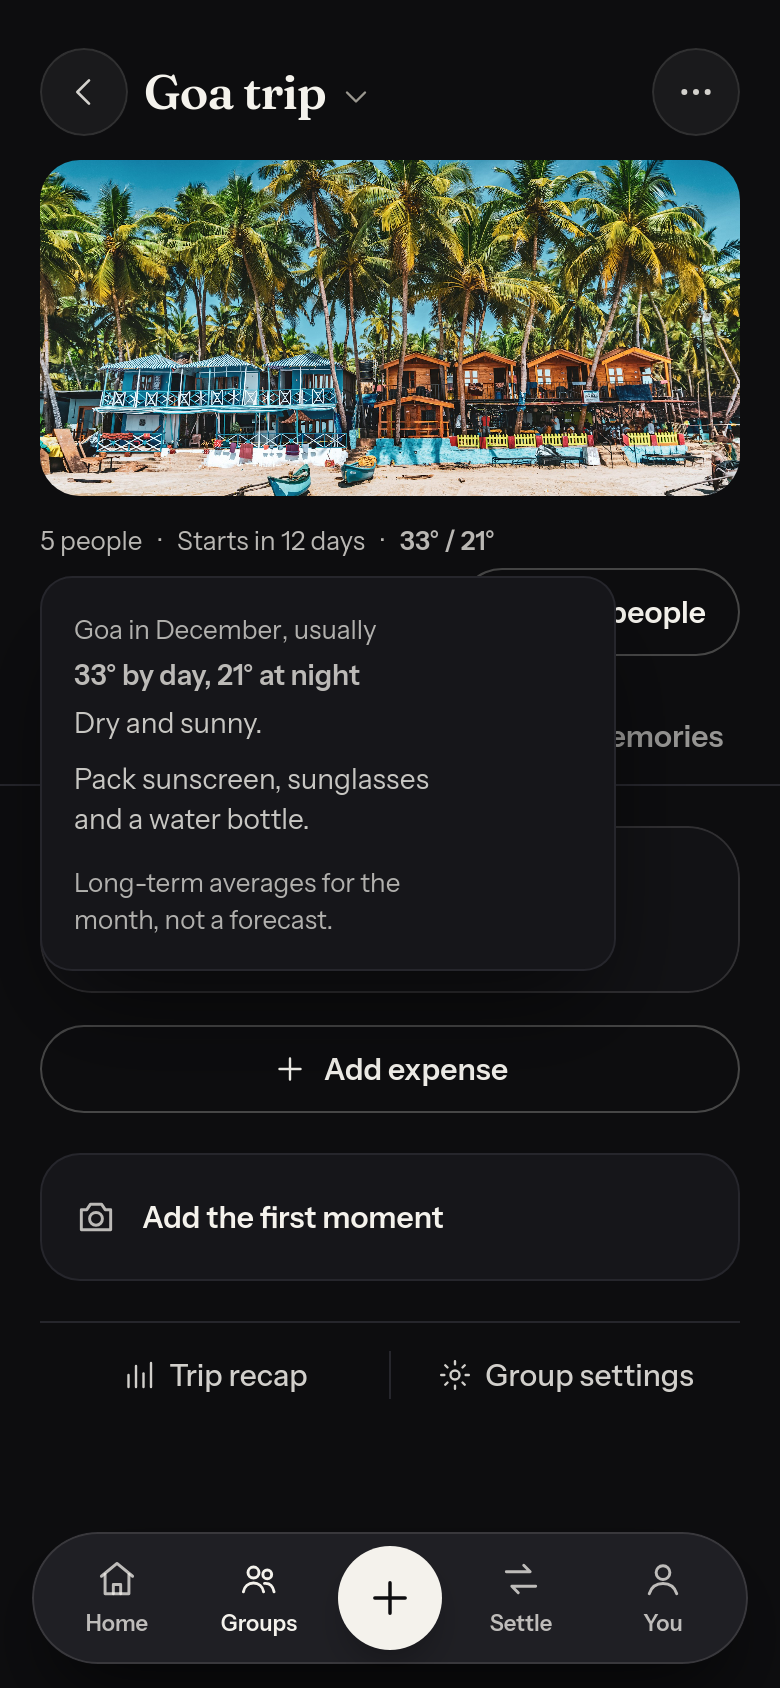 Goa trip
5 people · Starts in 12 days · 33° / 21°
people
Goa in December, usually
33° by day, 21° at night
Dry and sunny.
emories
Pack sunscreen, sunglasses
and a water bottle.
Long-term averages for the
month, not a forecast.
Add expense
Add the first moment
Trip recap
Group settings
Home
Groups
Settle
You